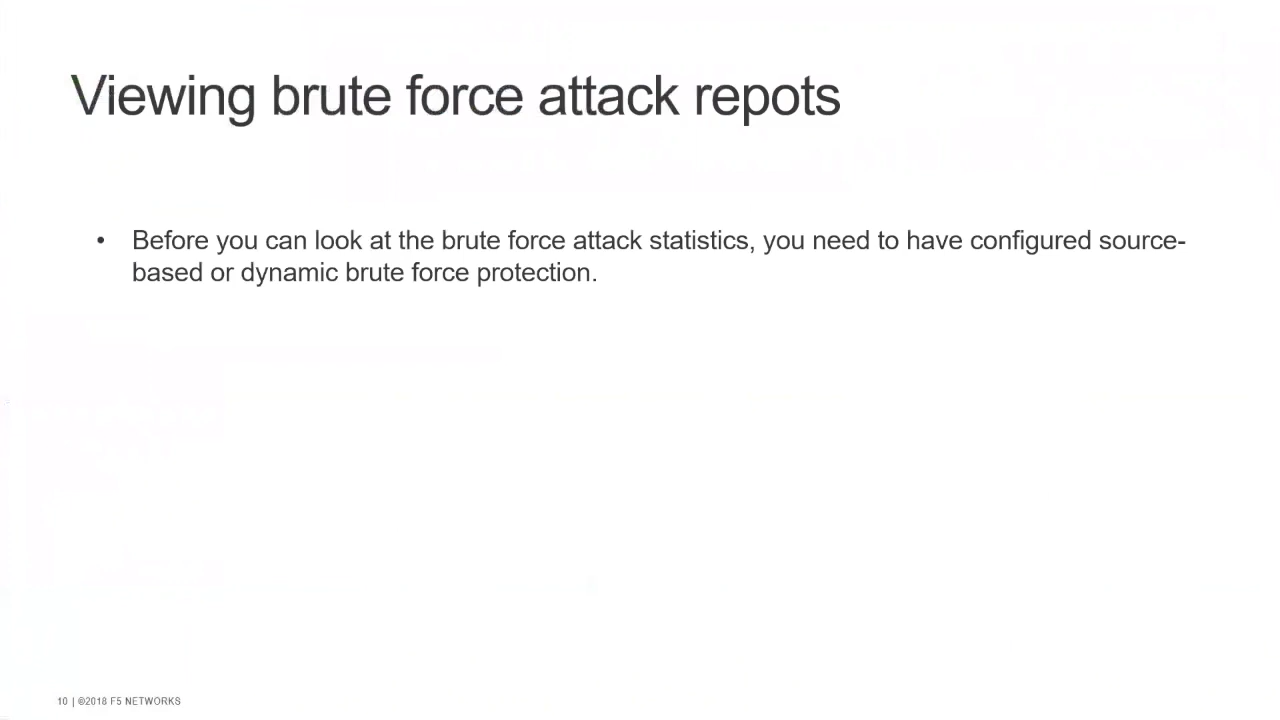 Viewing brute force attack repots
• Before you can look at the brute force attack statistics, you need to have configured source-
based or dynamic brute force protection.
10 | ©2018 F5 NETWORKS